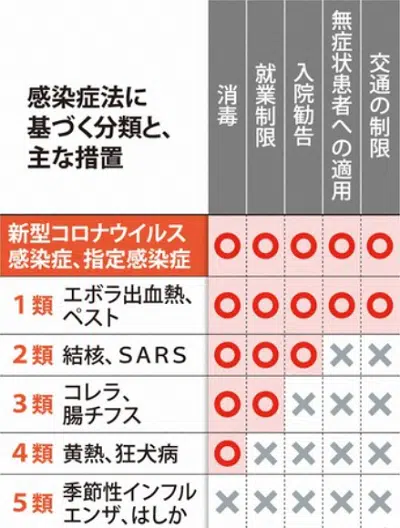 感染症法に
基づく分類と、
主な措置
消毒
就業制限
入院勧告
無症状患者への適用
交通の制限
新型コロナウイルス
感染症、指定感染症
○ ○ ○ ○ ○
1類 エボラ出血熱、
ペスト
○ ○ ○ ○ ○
2類 結核、SARS
○ ○ ○ × ×
3類 コレラ、
腸チフス
○ ○ × × ×
4類 黄熱、狂犬病
○ × × × ×
5類 季節性インフル
エンザ、はしか
× × × × ×